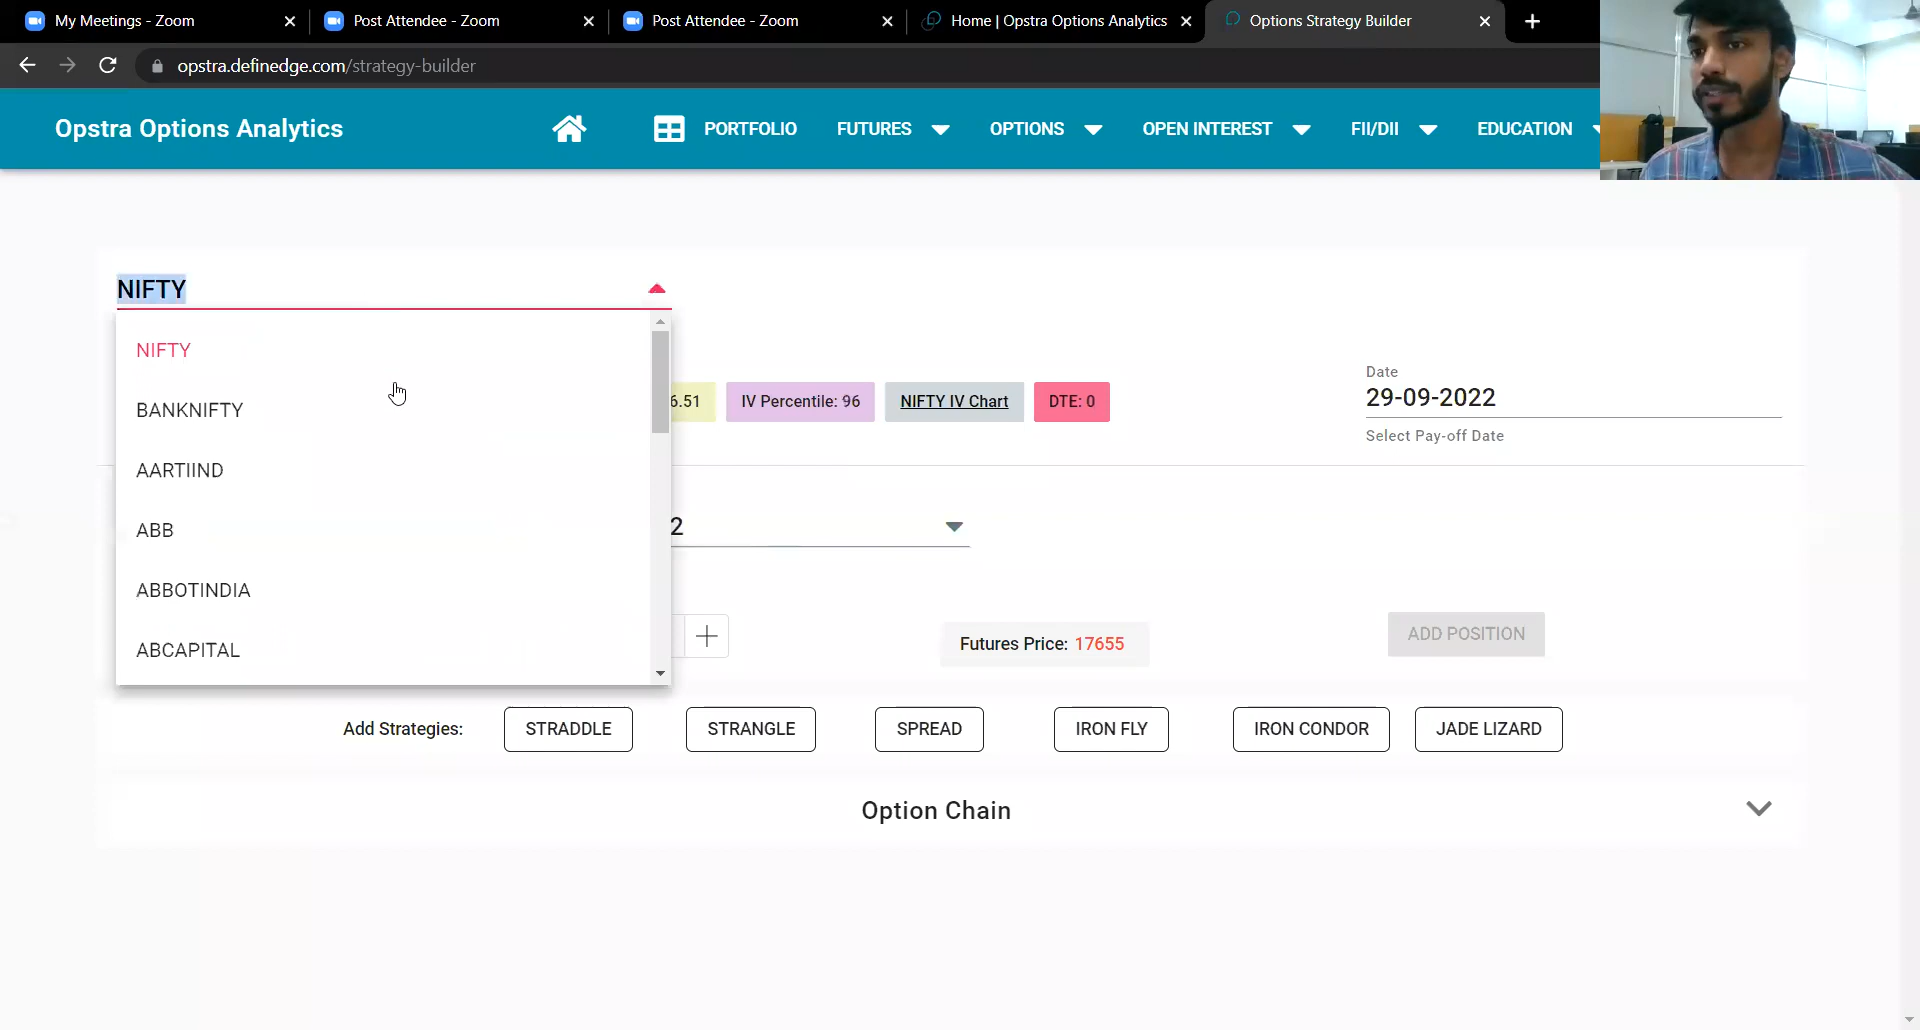 My Meetings - Zoom
Post Attendee - Zoom
Post Attendee - Zoom
Home | Opstra Options Analytics
Options Strategy Builder
opstra.definedge.com/strategy-builder
Opstra Options Analytics
PORTFOLIO
FUTURES
OPTIONS
OPEN INTEREST
FII/DII
EDUCATION
NIFTY
NIFTY
BANKNIFTY
AARTIIND
ABB
ABBOTINDIA
ABCAPITAL
6.51
IV Percentile: 96
NIFTY IV Chart
DTE: 0
Date
29-09-2022
Select Pay-off Date
2
Futures Price: 17655
ADD POSITION
Add Strategies:
STRADDLE
STRANGLE
SPREAD
IRON FLY
IRON CONDOR
JADE LIZARD
Option Chain